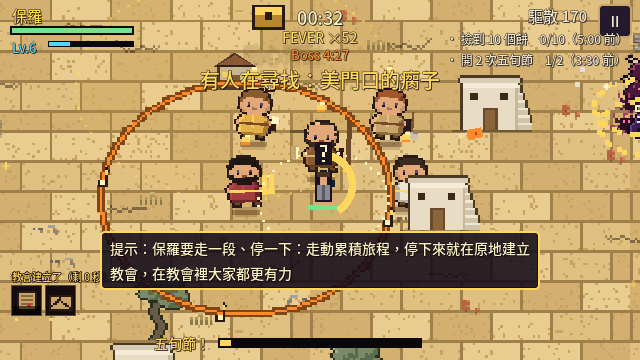 保羅
Lv.6
00:32
FEVER ×52
Boss 4:27
驅散 170
· 撿到 10 個餅 0/10（5:00 前）
· 鬧 2 次五旬節 1/2（3:30 前）
有人在尋找：美門口的瘸子
提示：保羅要走一段、停一下：走動累積旅程，停下來就在原地建立
教會，在教會裡大家都更有力
五旬節！